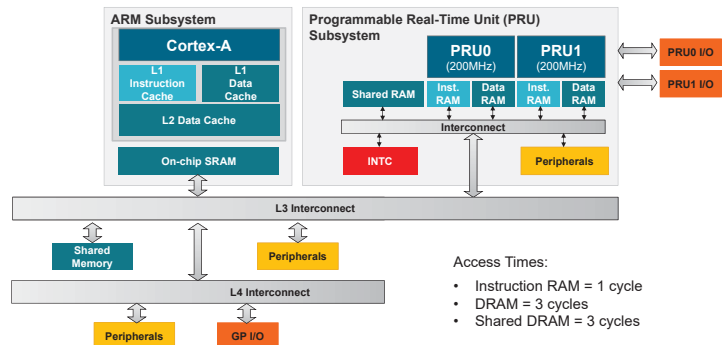 ARM Subsystem
Cortex-A
L1
Instruction
Cache
L1
Data
Cache
L2 Data Cache
On-chip SRAM
Programmable Real-Time Unit (PRU)
Subsystem
PRU0
(200MHz)
PRU1
(200MHz)
PRU0 I/O
PRU1 I/O
Shared RAM
Inst.
RAM
Data
RAM
Inst.
RAM
Data
RAM
Interconnect
INTC
Peripherals
L3 Interconnect
Shared
Memory
Peripherals
L4 Interconnect
Peripherals
GP I/O
Access Times:
• Instruction RAM = 1 cycle
• DRAM = 3 cycles
• Shared DRAM = 3 cycles